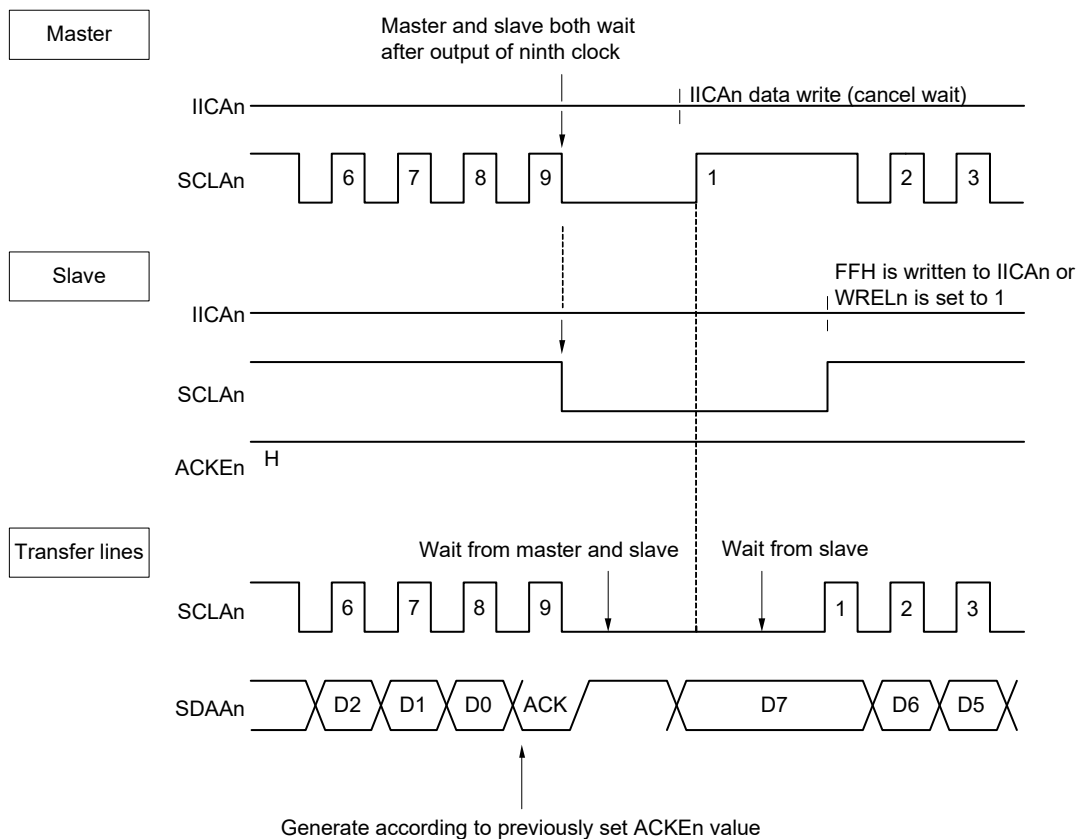 Master
Master and slave both wait
after output of ninth clock
IICAn
IICAn data write (cancel wait)
SCLAn
6 7 8 9 1 2 3
Slave
FFH is written to IICAn or
WRELn is set to 1
IICAn
SCLAn
ACKEn
H
Transfer lines
Wait from master and slave
Wait from slave
SCLAn
6 7 8 9 1 2 3
SDAAn
D2 D1 D0 ACK D7 D6 D5
Generate according to previously set ACKEn value